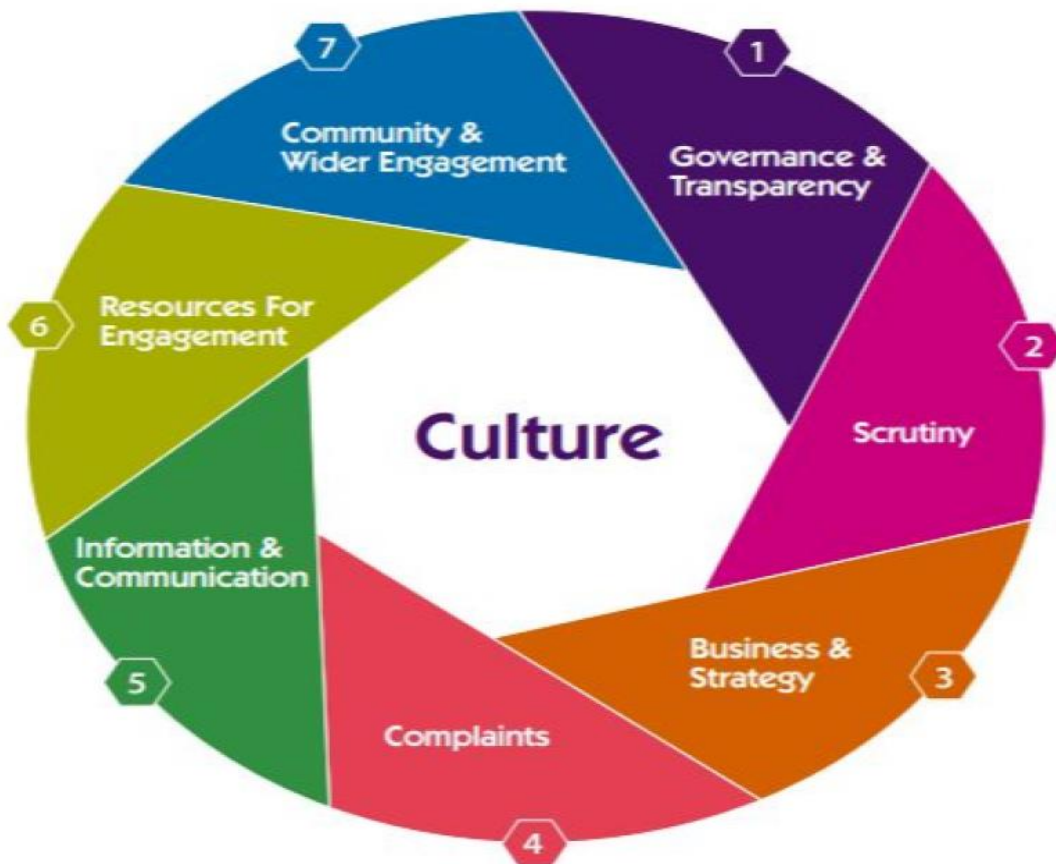 1
Governance &
Transparency
2
Scrutiny
3
Business &
Strategy
4
Complaints
5
Information &
Communication
6
Resources For
Engagement
7
Community &
Wider Engagement
Culture